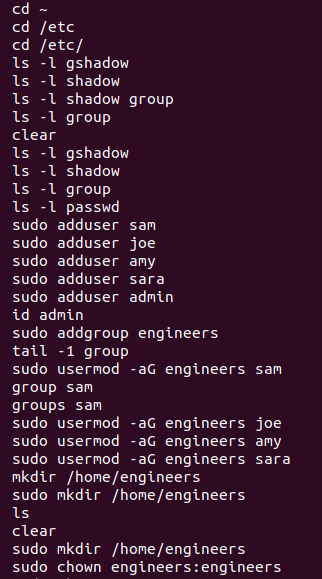 cd ~
cd /etc
cd /etc/
ls -l gshadow
ls -l shadow
ls -l shadow group
ls -l group
clear
ls -l gshadow
ls -l shadow
ls -l group
ls -l passwd
sudo adduser sam
sudo adduser joe
sudo adduser amy
sudo adduser sara
sudo adduser admin
id admin
sudo addgroup engineers
tail -1 group
sudo usermod -aG engineers sam
group sam
groups sam
sudo usermod -aG engineers joe
sudo usermod -aG engineers amy
sudo usermod -aG engineers sara
mkdir /home/engineers
sudo mkdir /home/engineers
ls
clear
sudo mkdir /home/engineers
sudo chown engineers:engineers